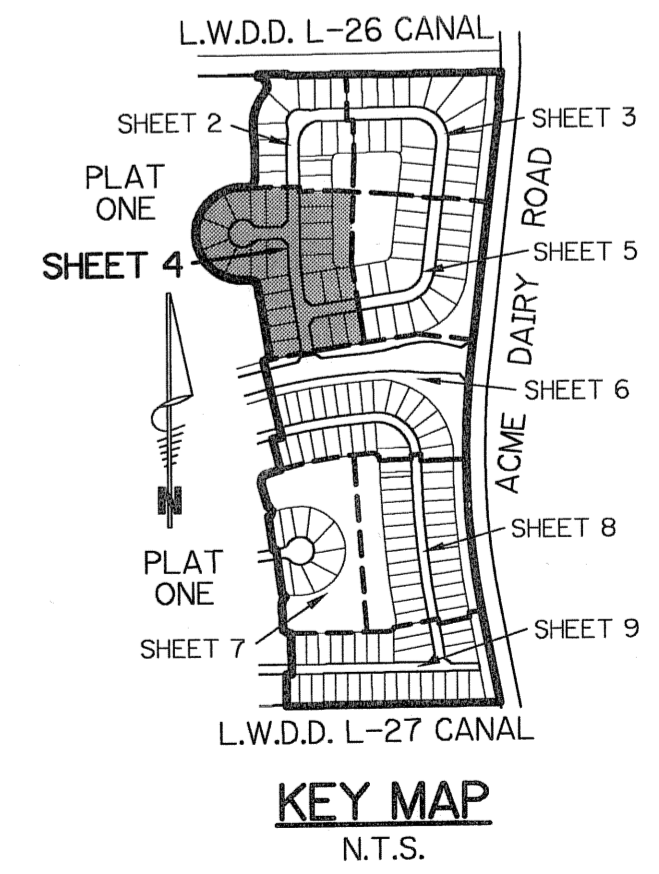 L.W.D.D. L-26 CANAL
SHEET 2
SHEET 3
PLAT
ONE
ACME DAIRY ROAD
SHEET 4
SHEET 5
SHEET 6
N
SHEET 8
PLAT
ONE
SHEET 7
SHEET 9
L.W.D.D. L-27 CANAL
KEY MAP
N.T.S.